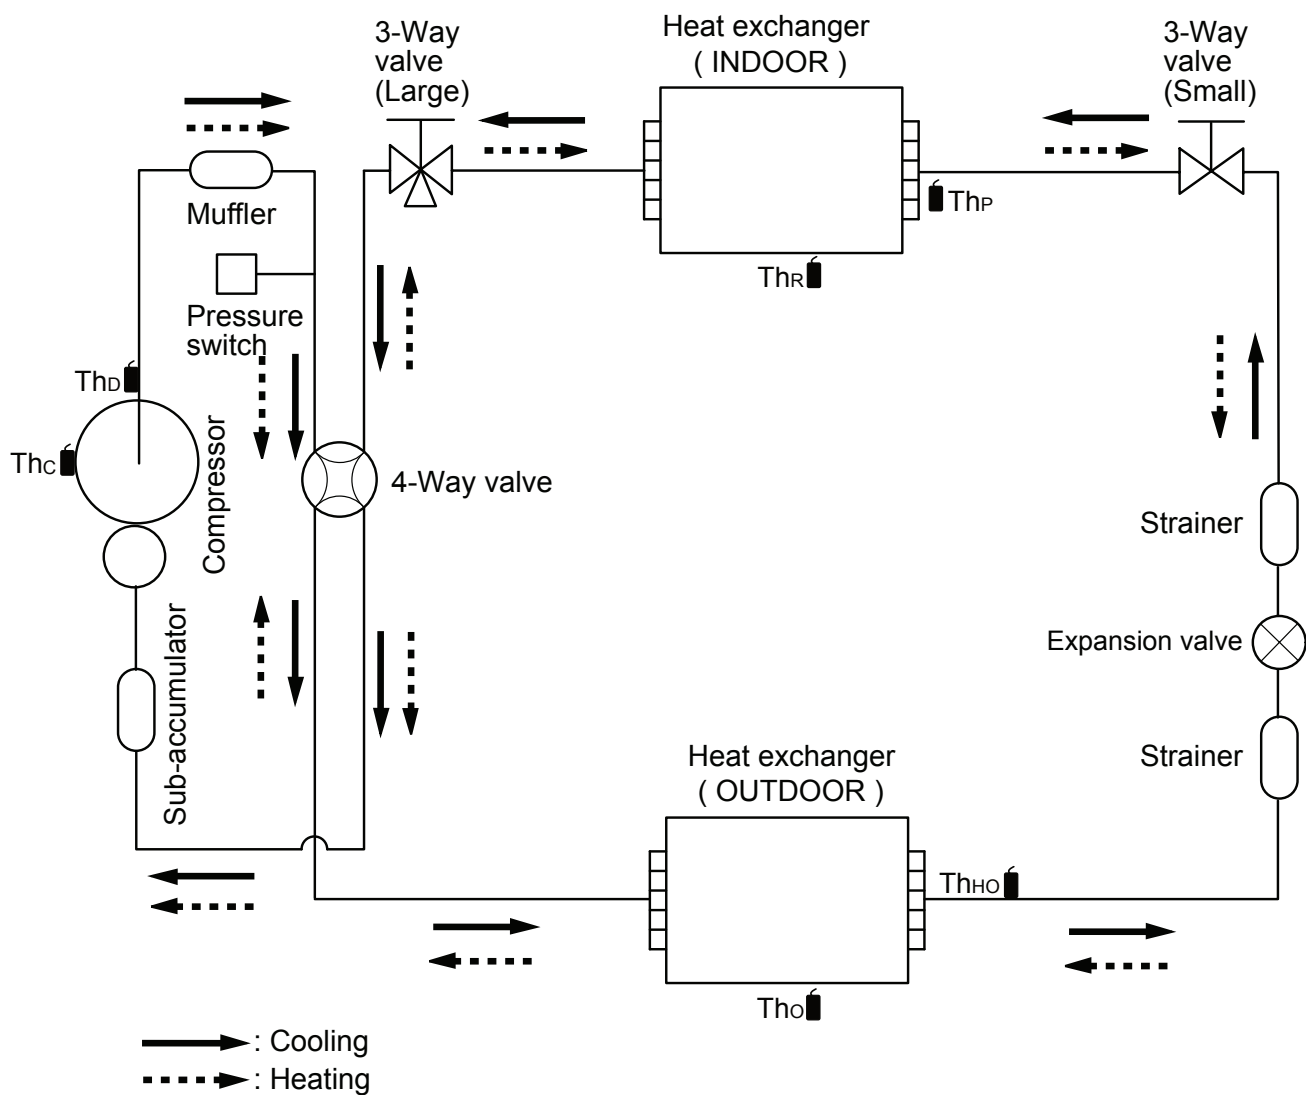 3-Way
valve
(Large)
Heat exchanger
( INDOOR )
3-Way
valve
(Small)
Muffler
ThP
ThR
Pressure
switch
ThD
ThC
Compressor
4-Way valve
Strainer
Expansion valve
Sub-accumulator
Strainer
Heat exchanger
( OUTDOOR )
ThHO
ThO
: Cooling
: Heating